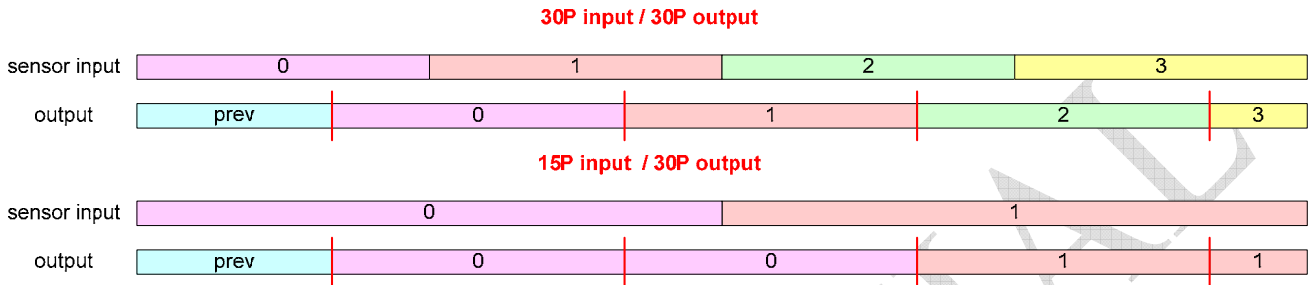 30P input / 30P output
sensor input 0 1 2 3
output prev 0 1 2 3
15P input / 30P output
sensor input 0 1
output prev 0 0 1 1